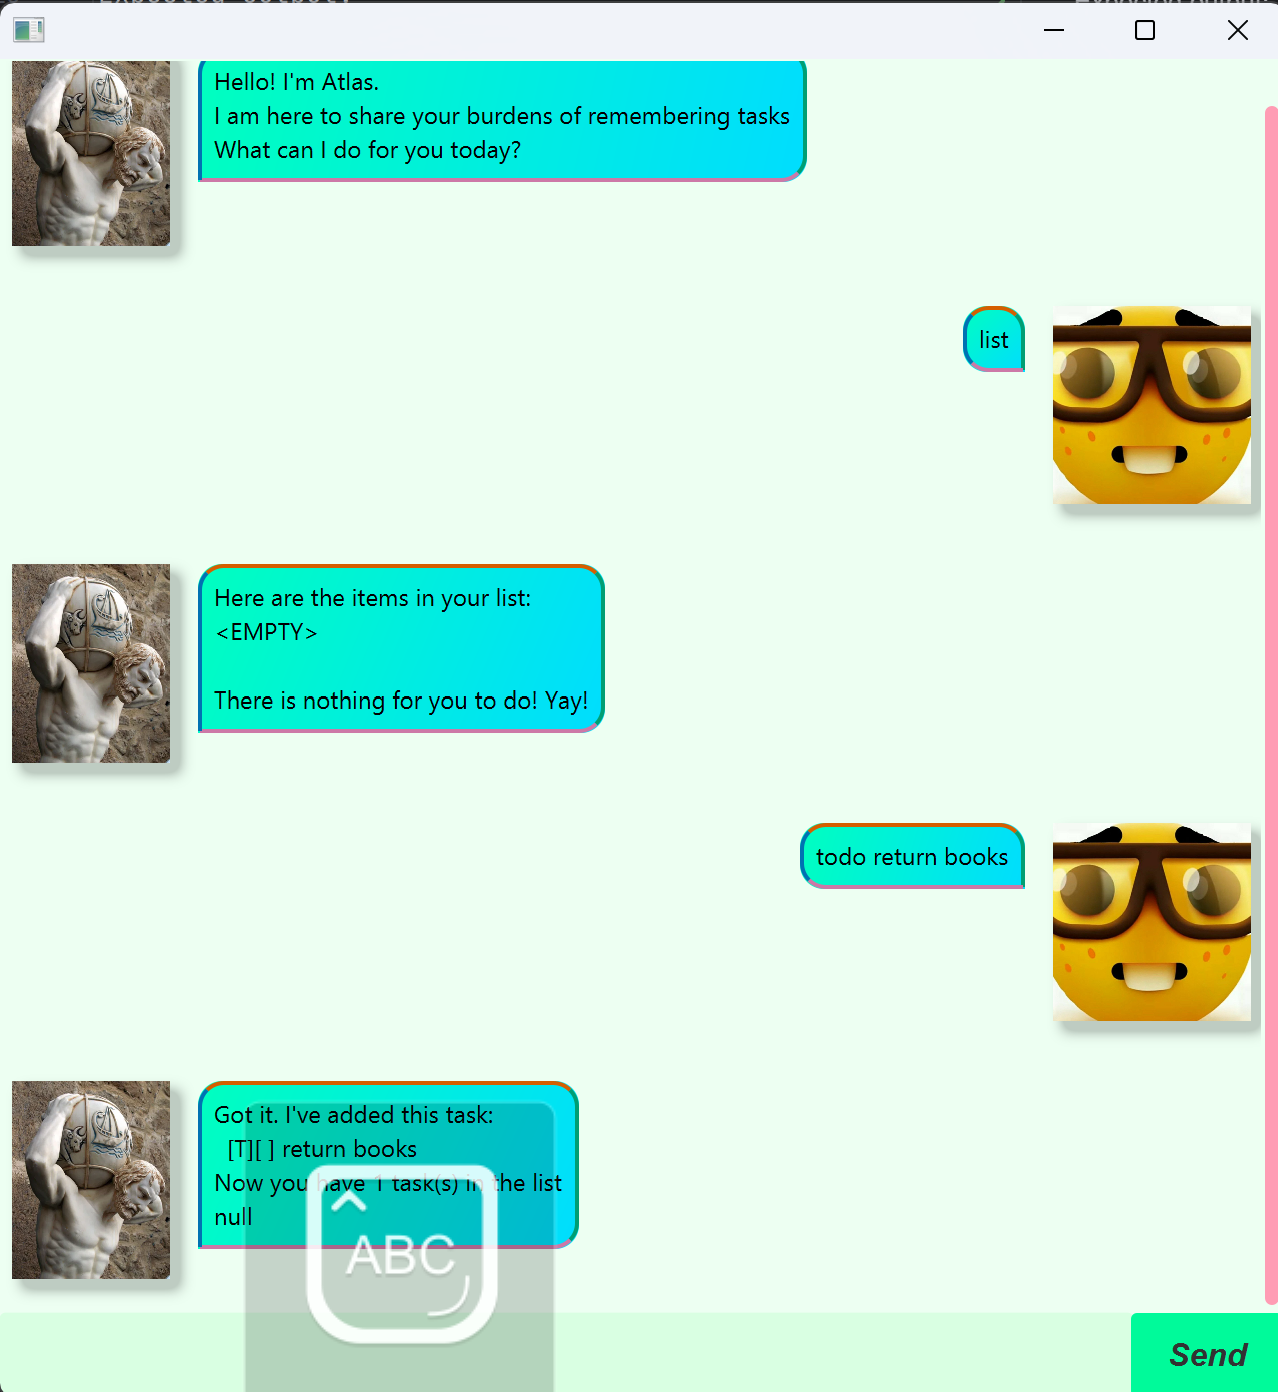 Hello! I'm Atlas.
I am here to share your burdens of remembering tasks
What can I do for you today?
list
Here are the items in your list:
<EMPTY>
There is nothing for you to do! Yay!
todo return books
Got it. I've added this task:
[T][ ] return books
Now you have 1 task(s) in the list
null
ABC
Send